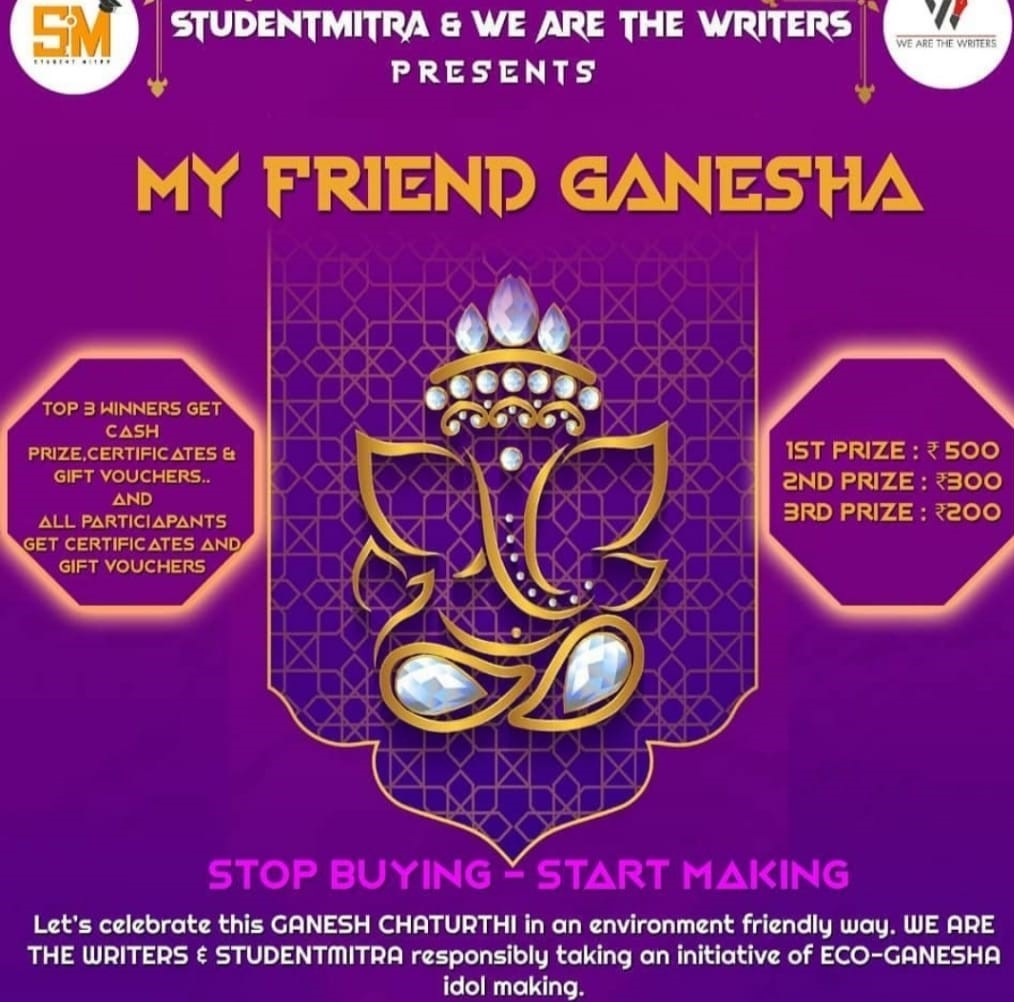 SM
STUDENT MITRA
STUDENTMITRA & WE ARE THE WRITERS
PRESENTS
WE ARE THE WRITERS
MY FRIEND GANESHA
TOP 3 WINNERS GET
CASH
PRIZE,CERTIFICATES &
GIFT VOUCHERS..
AND
ALL PARTICIAPANTS
GET CERTIFICATES AND
GIFT VOUCHERS
1ST PRIZE : ₹ 500
2ND PRIZE : ₹300
3RD PRIZE : ₹200
STOP BUYING - START MAKING
Let's celebrate this GANESH CHATURTHI in an environment friendly way. WE ARE
THE WRITERS & STUDENTMITRA responsibly taking an initiative of ECO-GANESHA
idol making.